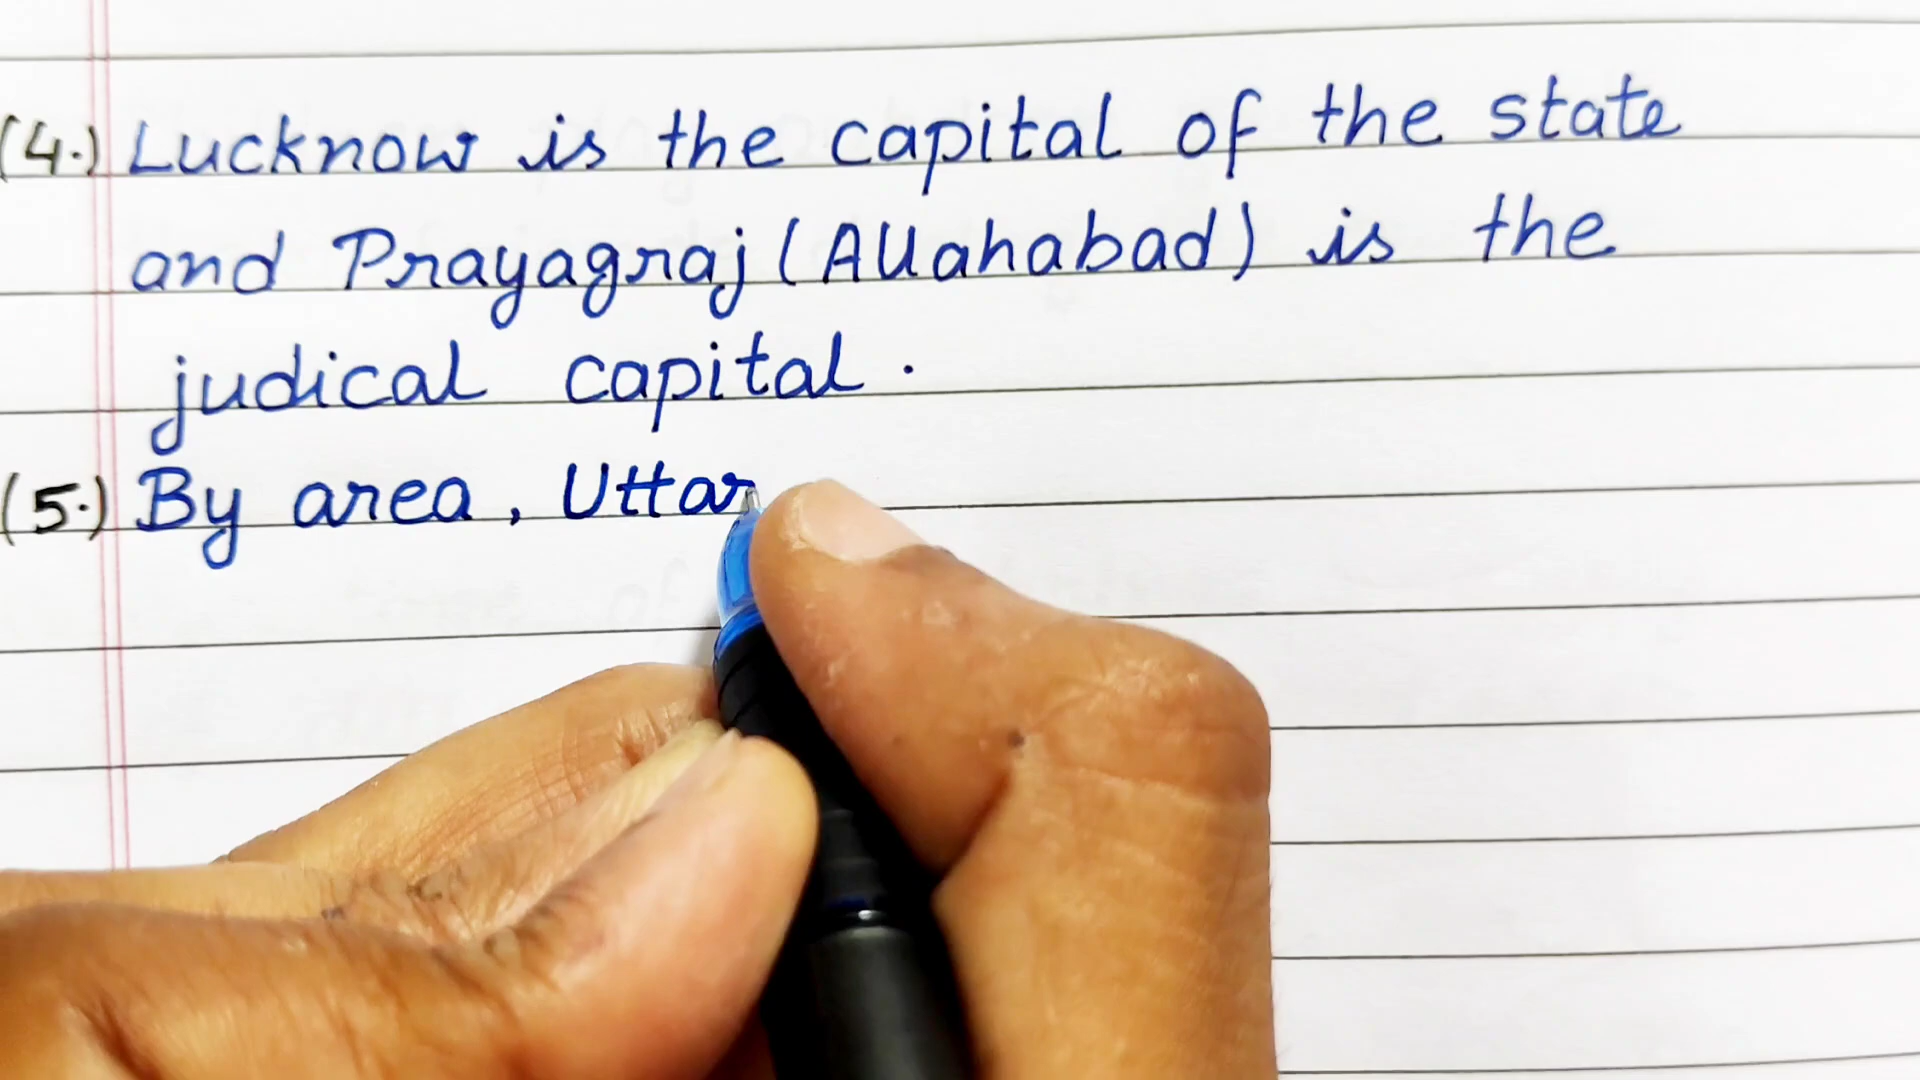 (4.) Lucknow is the capital of the state
and Prayagraj (Allahabad) is the
judical capital.
(5.) By area, Uttar